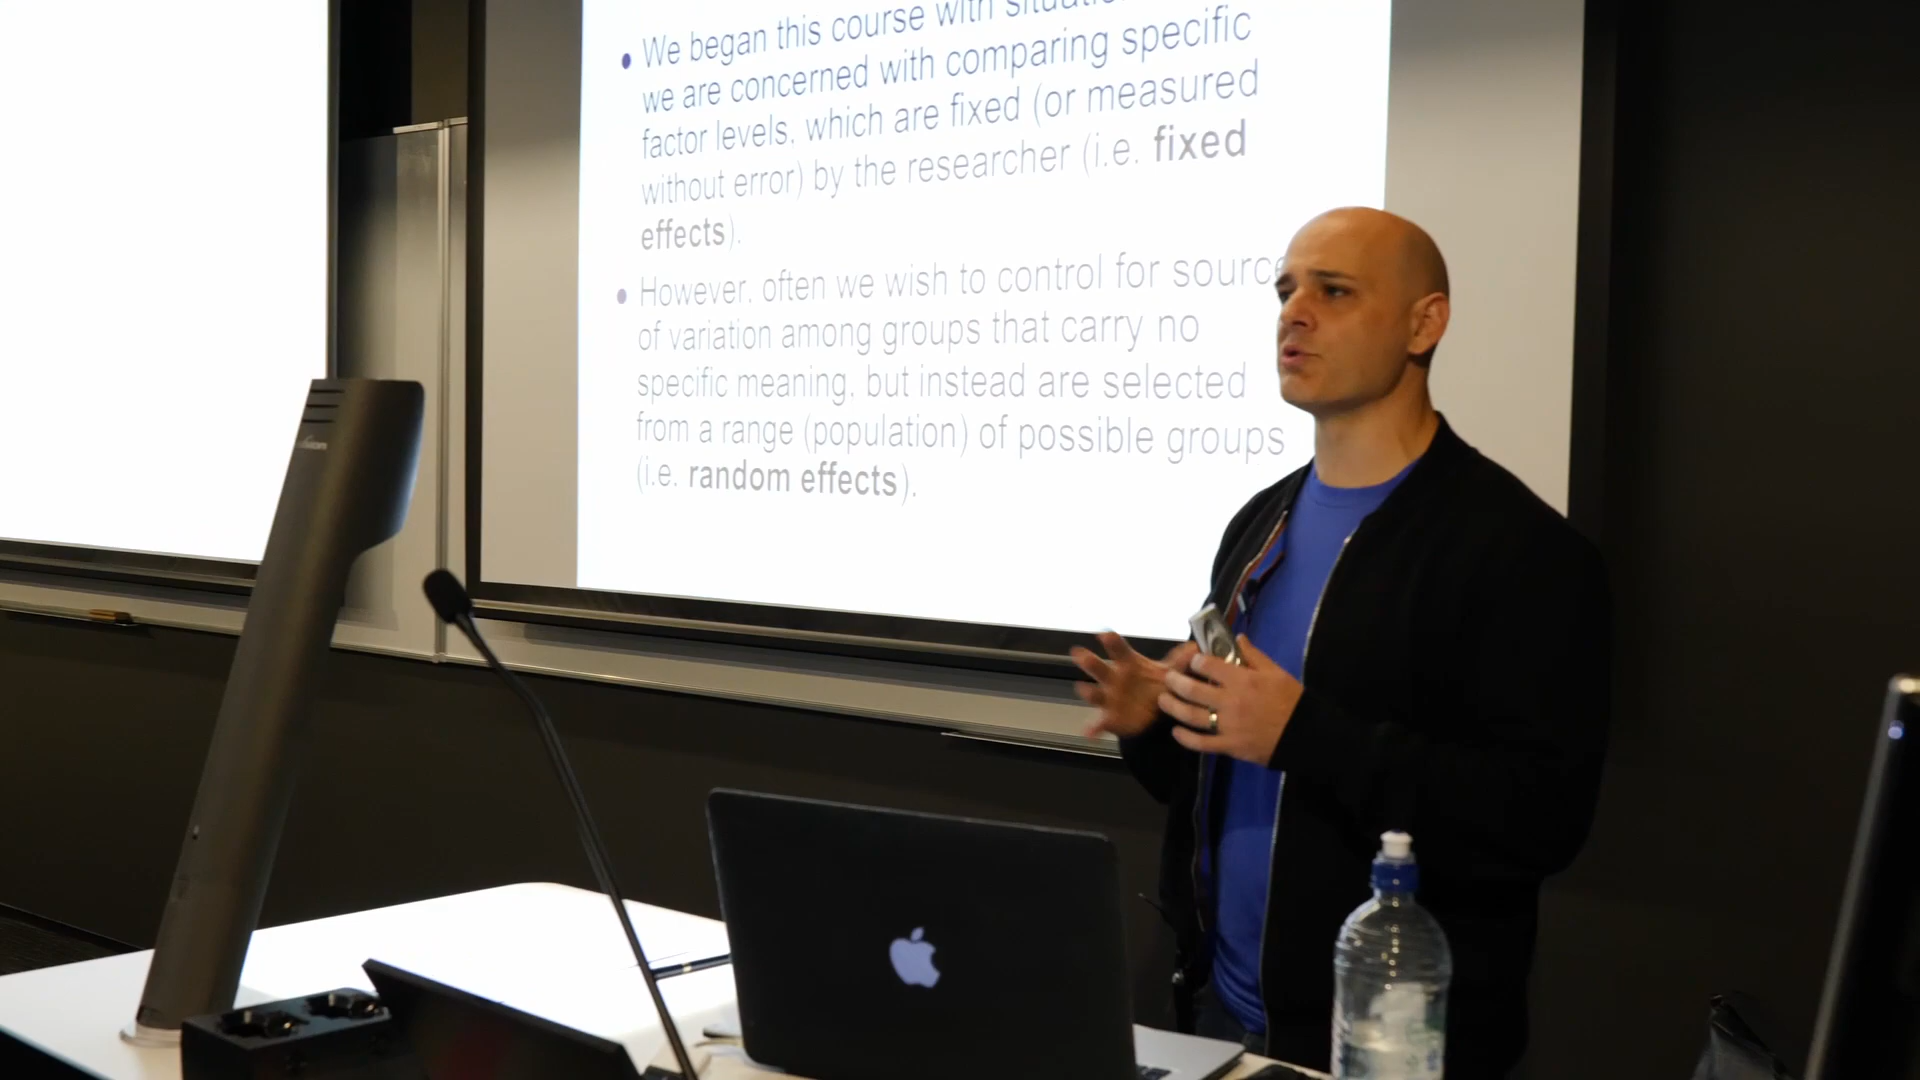 We began this course with
we are concerned with comparing specific
factor levels, which are fixed (or measured
without error) by the researcher (i.e. fixed
effects).
However, often we wish to control for
of variation among groups that carry no
specific meaning, but instead are selected
from a range (population) of possible groups
(i.e. random effects).